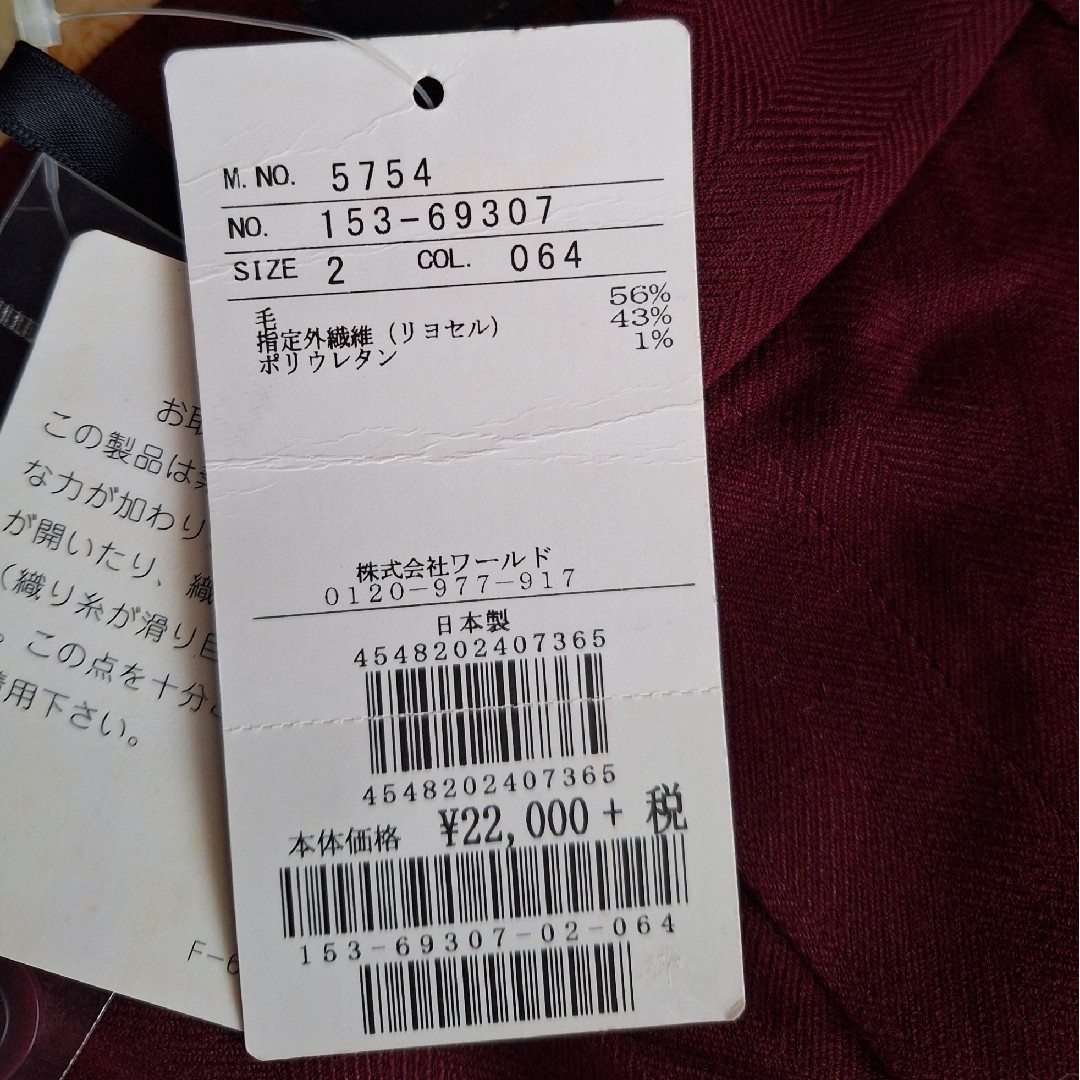 M. NO. 5754
NO. 153-69307
SIZE 2 COL. 064
毛 56%
指定外繊維 (リヨセル) 43%
ポリウレタン 1%
株式会社ワールド
0120-977-917
日本製
4548202407365
4548202407365
本体価格 ¥22,000 + 税
153-69307-02-064
お取
この製品は
な力が加わり
が開いたり、織
(織り糸が滑り
。この点を十分
着用下さい。
F-6